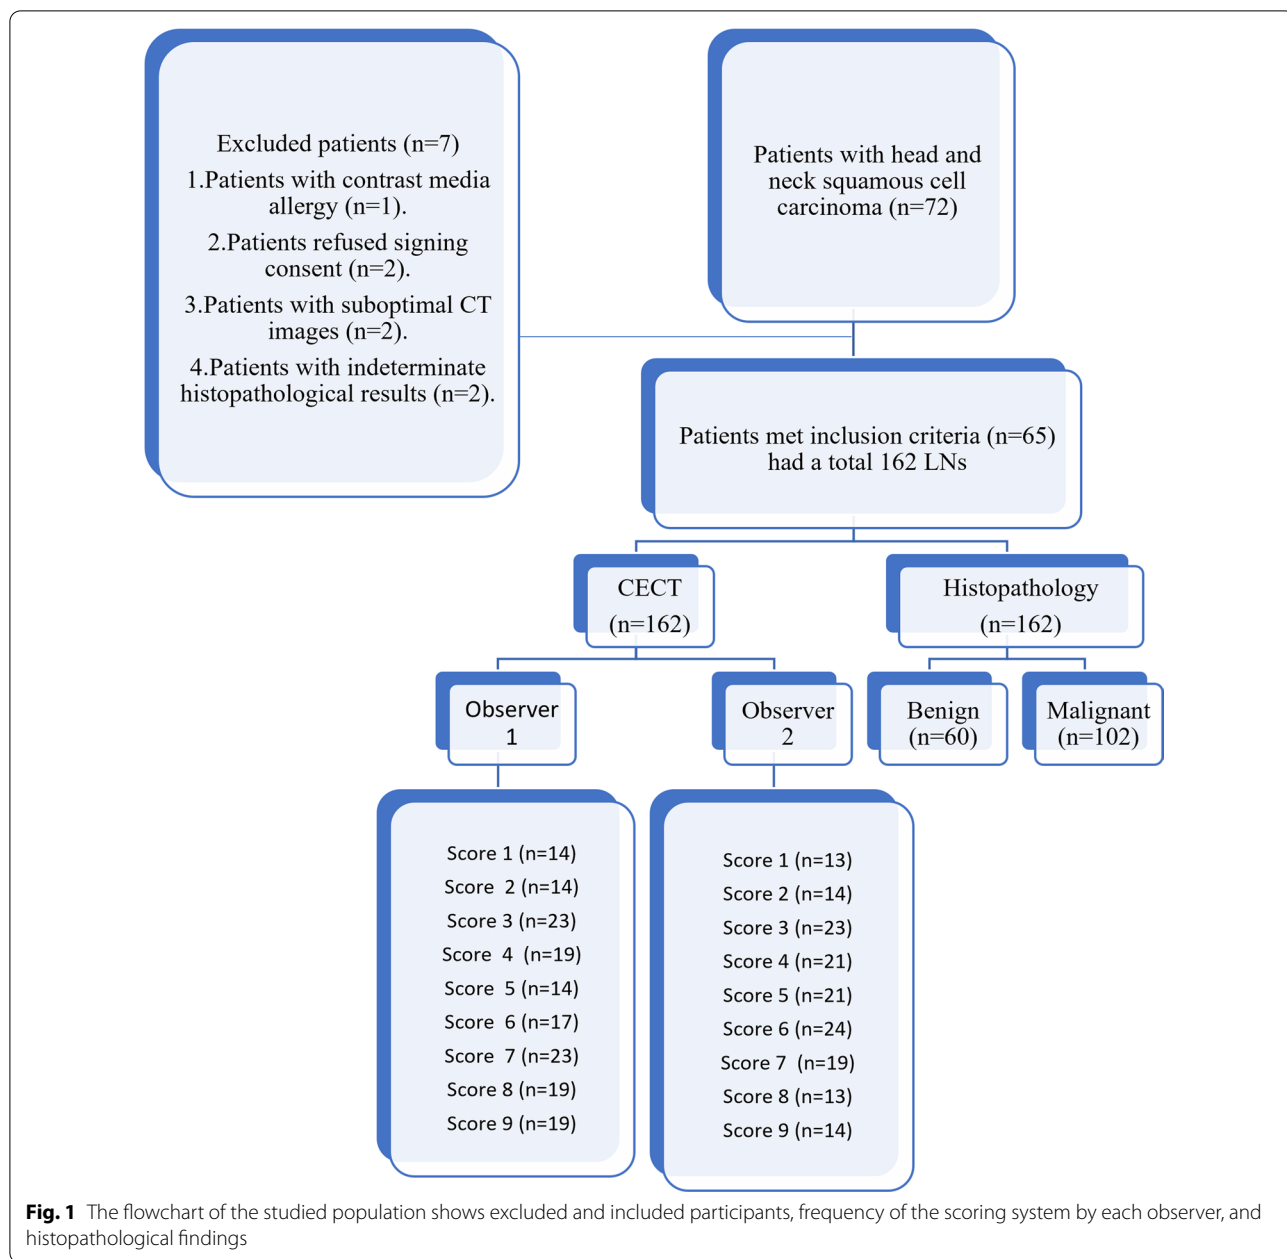 Excluded patients (n=7)
1.Patients with contrast media
allergy (n=1).
2.Patients refused signing
consent (n=2).
3.Patients with suboptimal CT
images (n=2).
4.Patients with indeterminate
histopathological results (n=2).
Patients with head and
neck squamous cell
carcinoma (n=72)
Patients met inclusion criteria (n=65)
had a total 162 LNs
CECT
(n=162)
Histopathology
(n=162)
Observer
1
Observer
2
Benign
(n=60)
Malignant
(n=102)
Score 1 (n=14)
Score 2 (n=14)
Score 3 (n=23)
Score 4 (n=19)
Score 5 (n=14)
Score 6 (n=17)
Score 7 (n=23)
Score 8 (n=19)
Score 9 (n=19)
Score 1 (n=13)
Score 2 (n=14)
Score 3 (n=23)
Score 4 (n=21)
Score 5 (n=21)
Score 6 (n=24)
Score 7 (n=19)
Score 8 (n=13)
Score 9 (n=14)
Fig. 1 The flowchart of the studied population shows excluded and included participants, frequency of the scoring system by each observer, and
histopathological findings